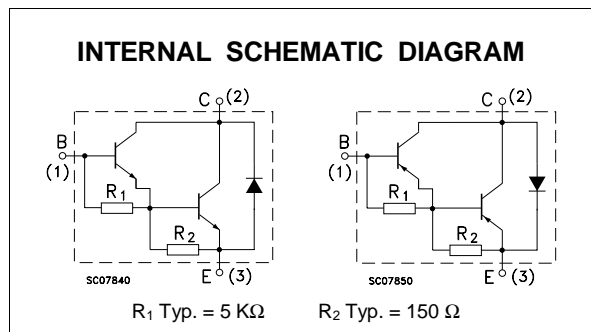 INTERNAL SCHEMATIC DIAGRAM
C (2)
B
(1)
R1
R2
E (3)
SC07840
C (2)
B
(1)
R1
R2
E (3)
SC07850
R1 Typ. = 5 KΩ R2 Typ. = 150 Ω